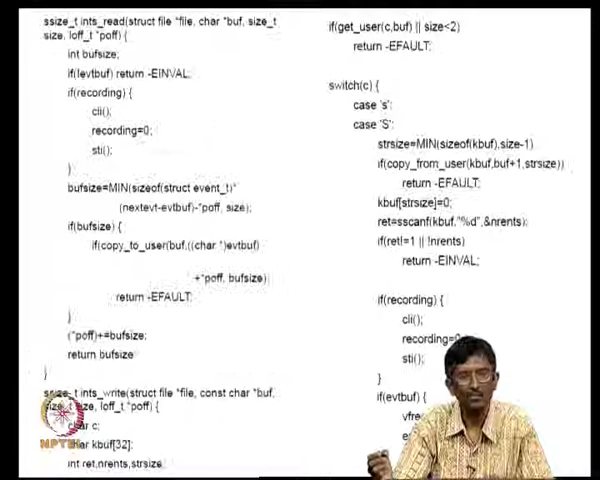 ssize_t ints_read(struct file *file, char *buf, size_t
size, loff_t *poff) {
int bufsize;
if(!evtbuf) return -EINVAL;
if(recording) {
cli();
recording=0;
sti();
}
bufsize=MIN(sizeof(struct event_t)*
(nextevt-evtbuf)-*poff, size);
if(bufsize) {
if(copy_to_user(buf,((char *)evtbuf)
+*poff, bufsize)
return -EFAULT;
}
(*poff)+=bufsize;
return bufsize
}
ssize_t ints_write(struct file *file, const char *buf,
size_t size, loff_t *poff) {
char c;
char kbuf[32];
int ret,nrents,strsize
NPTEL
if(get_user(c,buf) || size<2)
return -EFAULT;
switch(c) {
case 's':
case 'S':
strsize=MIN(sizeof(kbuf),size-1)
if(copy_from_user(kbuf,buf+1,strsize))
return -EFAULT;
kbuf[strsize]=0;
ret=sscanf(kbuf,"%d",&nrents);
if(ret!=1 || !nrents)
return -EINVAL;
if(recording) {
cli();
recording=0
sti();
}
if(evtbuf) {